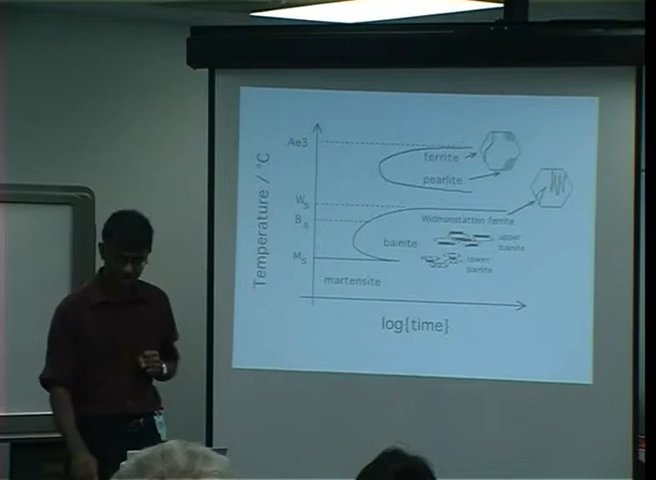 Ae3
ferrite
pearlite
Temperature / °C
Ws
Bs
Widmanstatten ferrite
bainite
upper
bainite
lower
bainite
Ms
martensite
log{time}